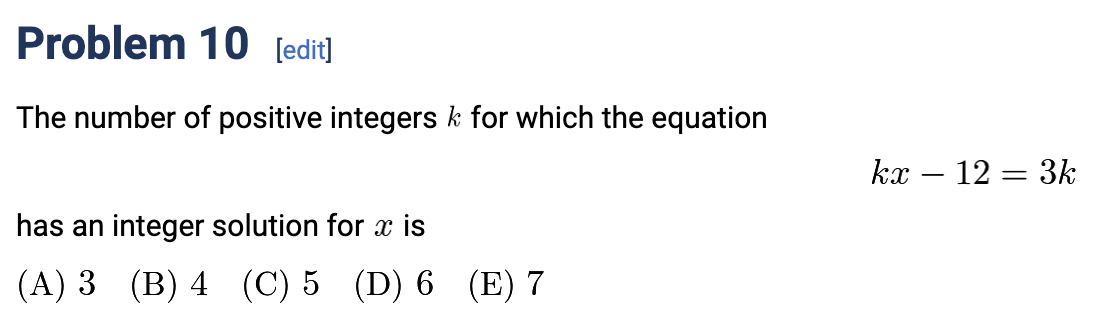 Problem 10 [edit]
The number of positive integers k for which the equation
kx − 12 = 3k
has an integer solution for x is
(A) 3 (B) 4 (C) 5 (D) 6 (E) 7